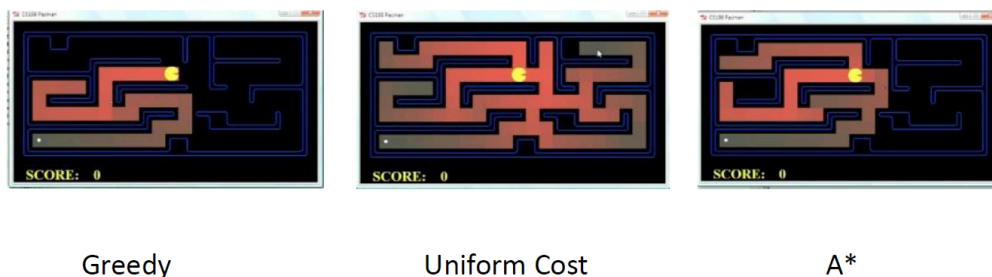 CS188 Pacman
CS188 Pacman
CS188 Pacman
SCORE: 0
SCORE: 0
SCORE: 0
Greedy
Uniform Cost
A*